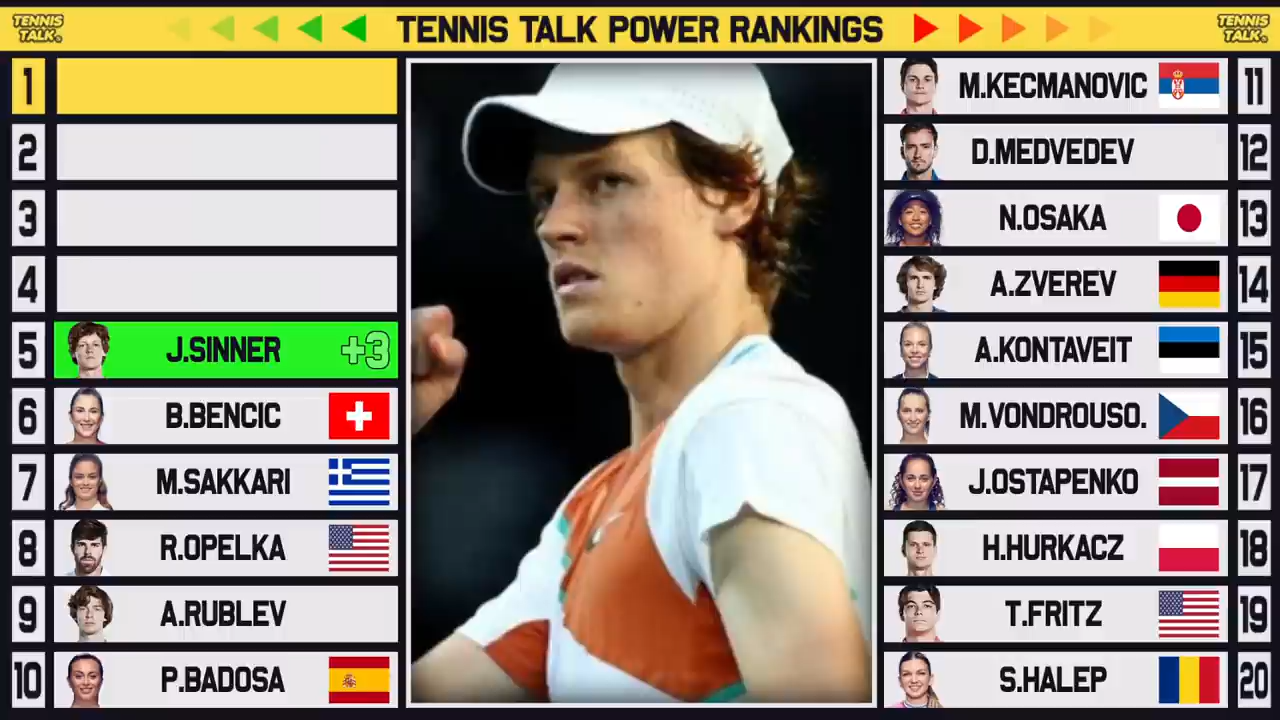 TENNIS TALK.
TENNIS TALK POWER RANKINGS
TENNIS TALK.
1
2
3
4
5 J.SINNER +3
6 B.BENCIC
7 M.SAKKARI
8 R.OPELKA
9 A.RUBLEV
10 P.BADOSA
M.KECMANOVIC 11
D.MEDVEDEV 12
N.OSAKA 13
A.ZVEREV 14
A.KONTAVEIT 15
M.VONDROUSO. 16
J.OSTAPENKO 17
H.HURKACZ 18
T.FRITZ 19
S.HALEP 20